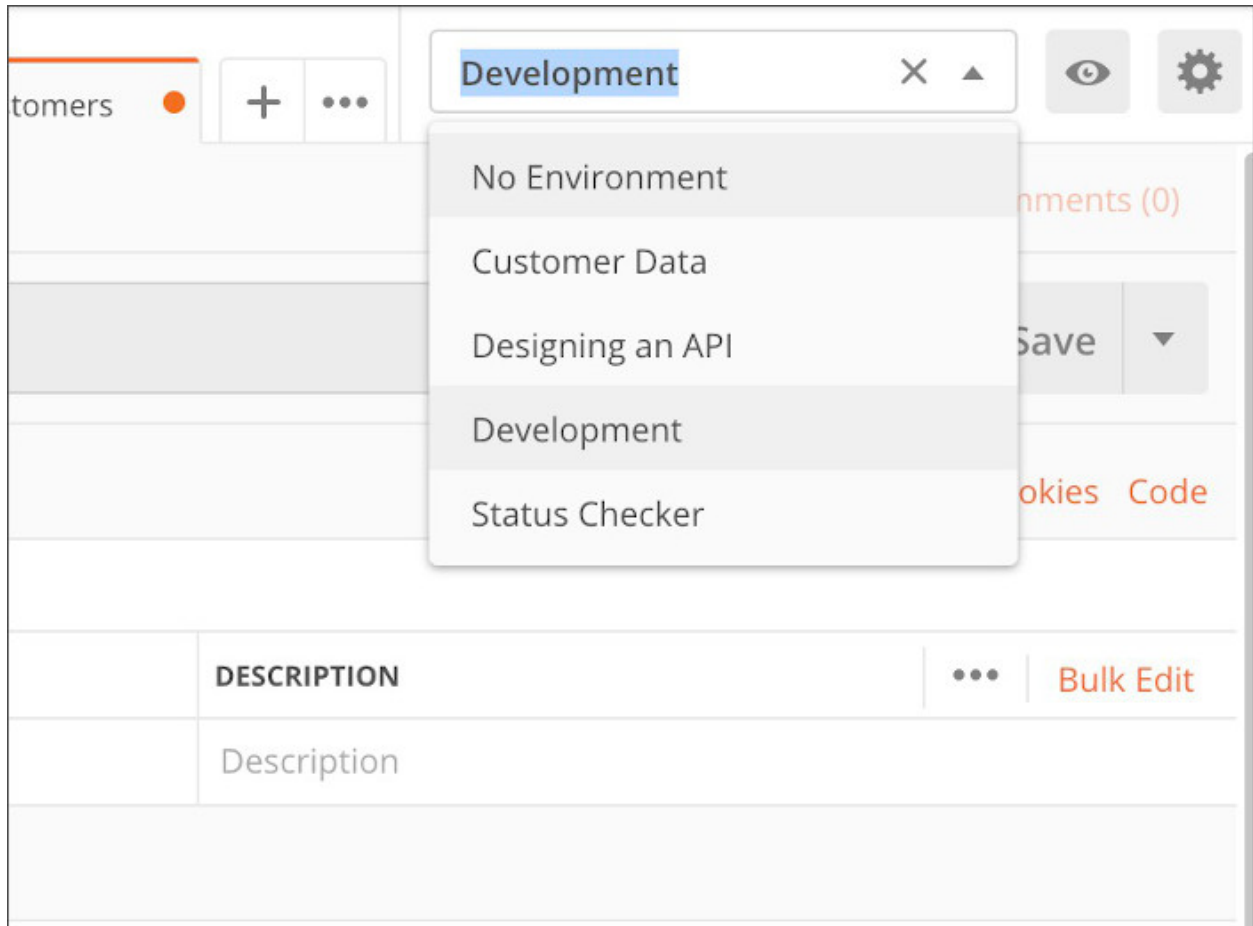 tomers
Development
No Environment
mments (0)
Customer Data
Designing an API
Save
Development
okies Code
Status Checker
DESCRIPTION
Bulk Edit
Description